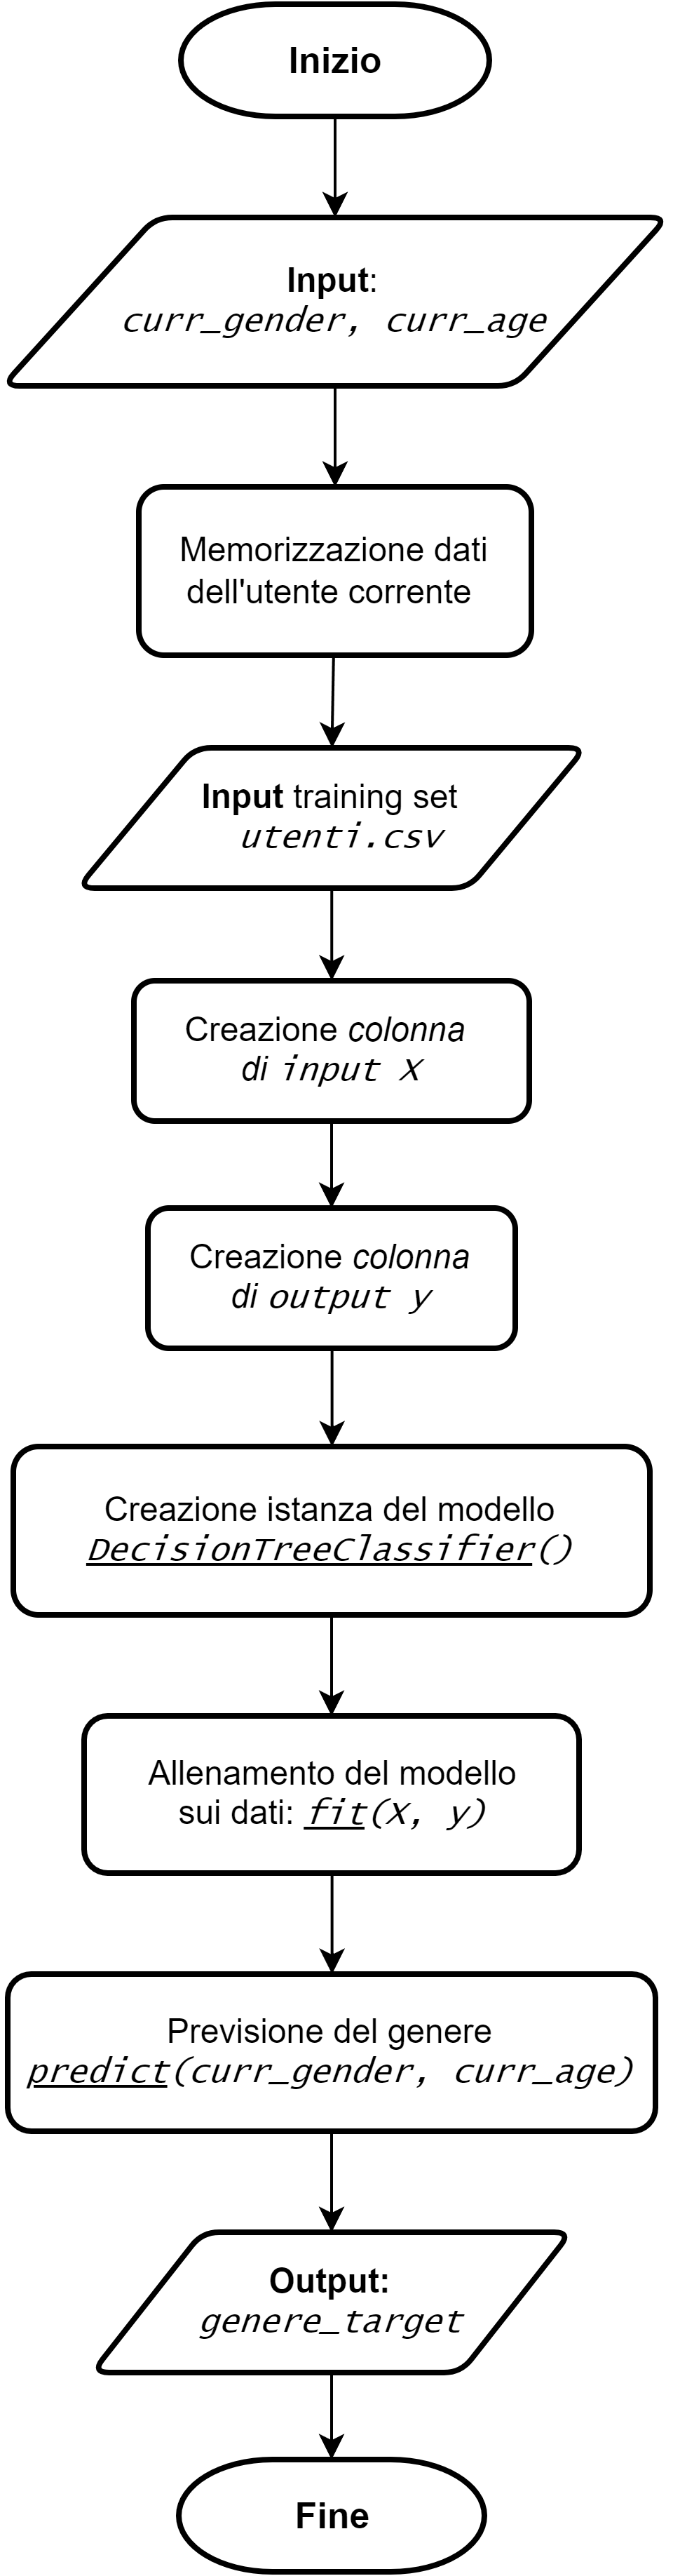 Inizio
Input:
curr_gender, curr_age
Memorizzazione dati
dell'utente corrente
Input training set
utenti.csv
Creazione colonna
di input X
Creazione colonna
di output y
Creazione istanza del modello
DecisionTreeClassifier()
Allenamento del modello
sui dati: fit(X, y)
Previsione del genere
predict(curr_gender, curr_age)
Output:
genere_target
Fine